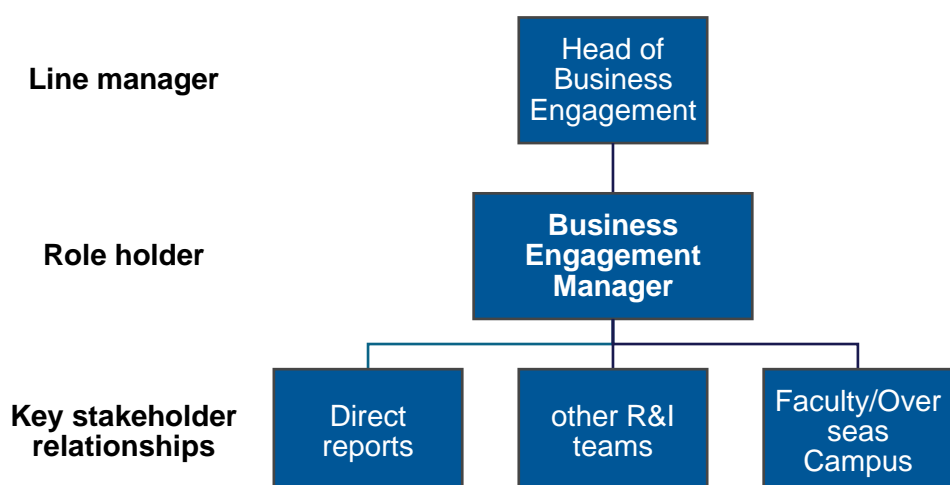 Line manager
Head of
Business
Engagement
Role holder
Business
Engagement
Manager
Key stakeholder
relationships
Direct
reports
other R&I
teams
Faculty/Over
seas
Campus